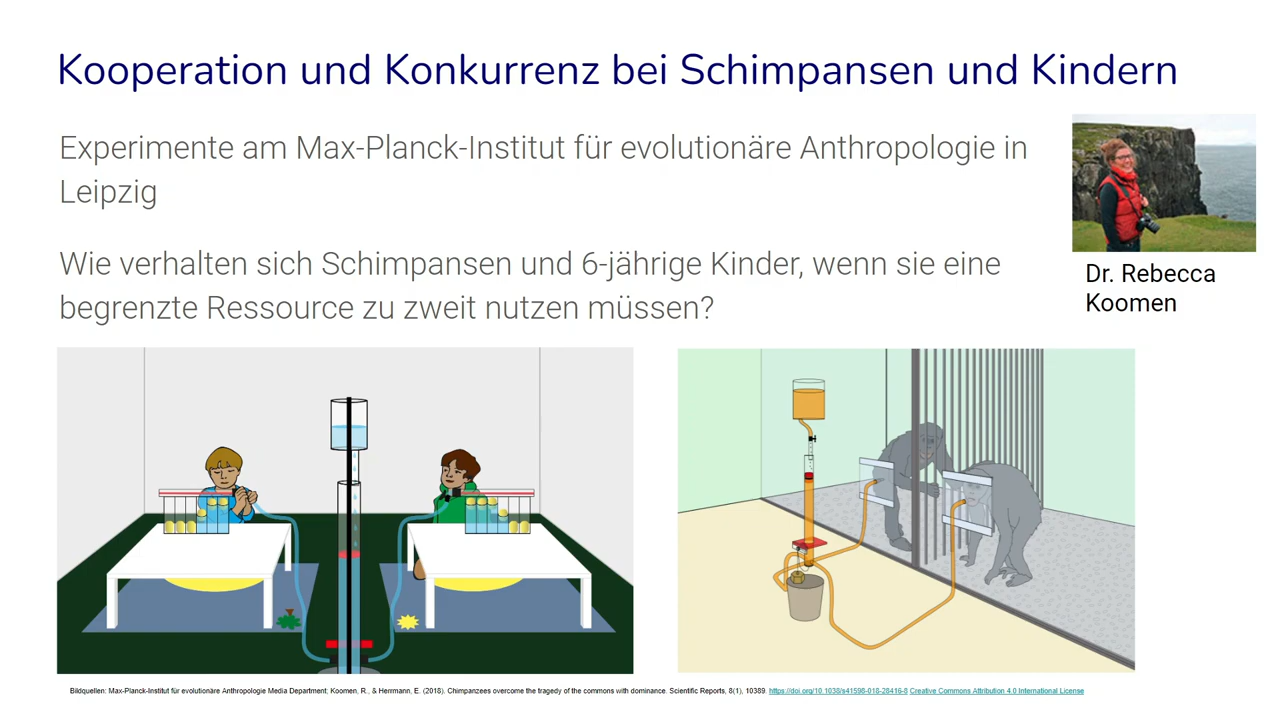 Kooperation und Konkurrenz bei Schimpansen und Kindern
Experimente am Max-Planck-Institut für evolutionäre Anthropologie in
Leipzig
Wie verhalten sich Schimpansen und 6-jährige Kinder, wenn sie eine
begrenzte Ressource zu zweit nutzen müssen?
Dr. Rebecca
Koomen
Bildquellen: Max-Planck-Institut für evolutionäre Anthropologie Media Department; Koomen, R., & Herrmann, E. (2018). Chimpanzees overcome the tragedy of the commons with dominance. Scientific Reports, 8(1), 10389. https://doi.org/10.1038/s41598-018-28416-8 Creative Commons Attribution 4.0 International License